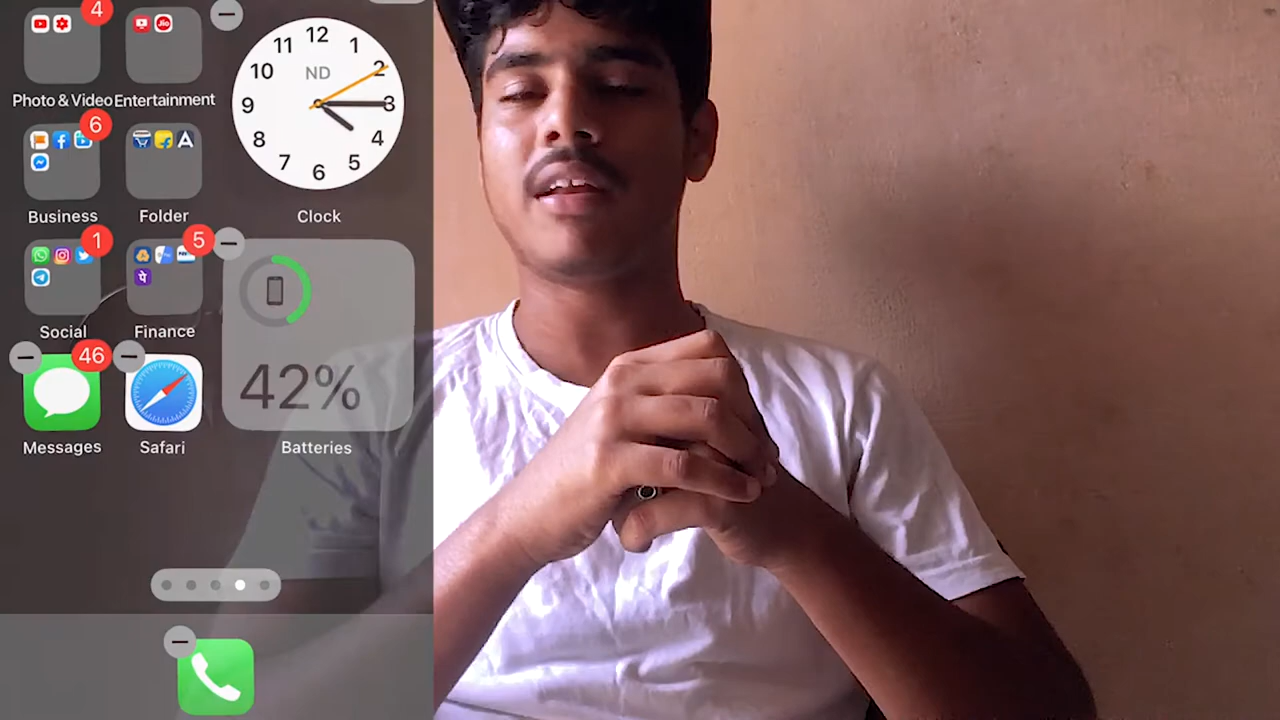 4
Photo & Video
Entertainment
12
11
1
10
ND
2
9
3
8
4
7
5
6
Clock
6
Business
Folder
1
5
Social
Finance
42%
Batteries
46
Messages
Safari
Jio